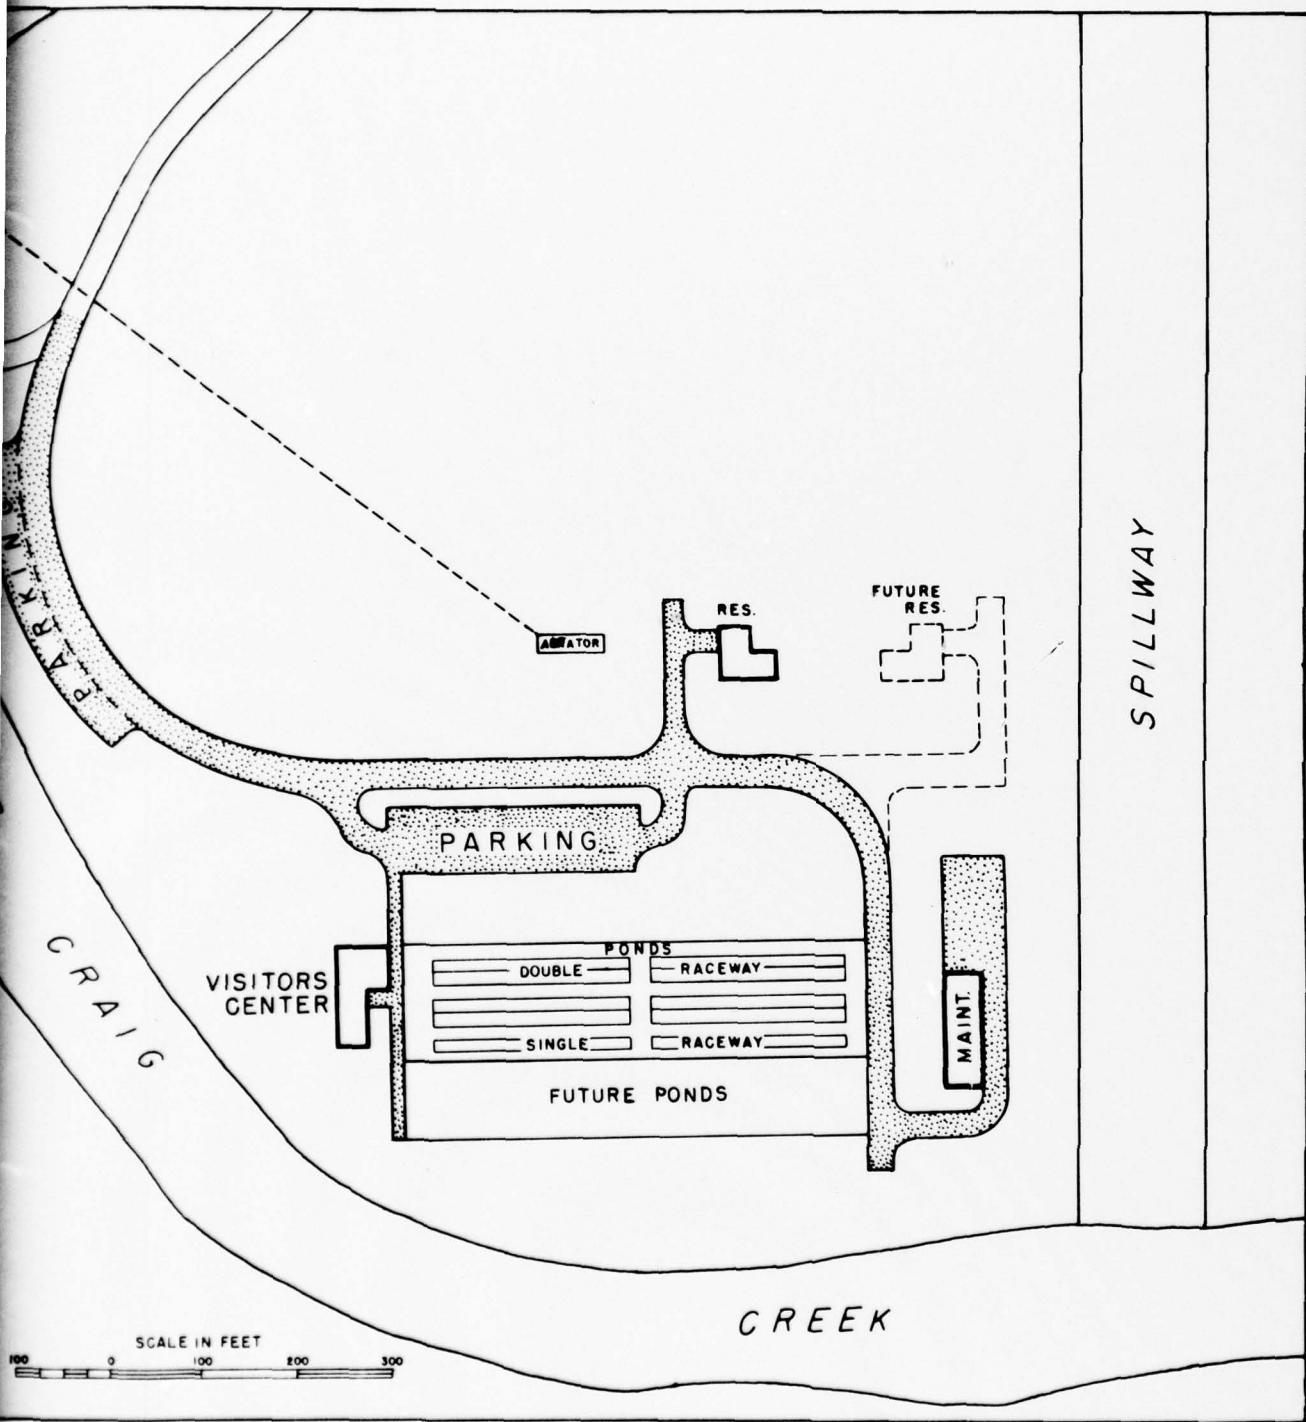 FUTURE
RES.
RES.
SPILLWAY
PARKING
PARKING
PONDS
DOUBLE RACEWAY
VISITORS
CENTER
SINGLE RACEWAY
MAINT.
FUTURE PONDS
CRAIG
CREEK
SCALE IN FEET
100 0 100 200 300